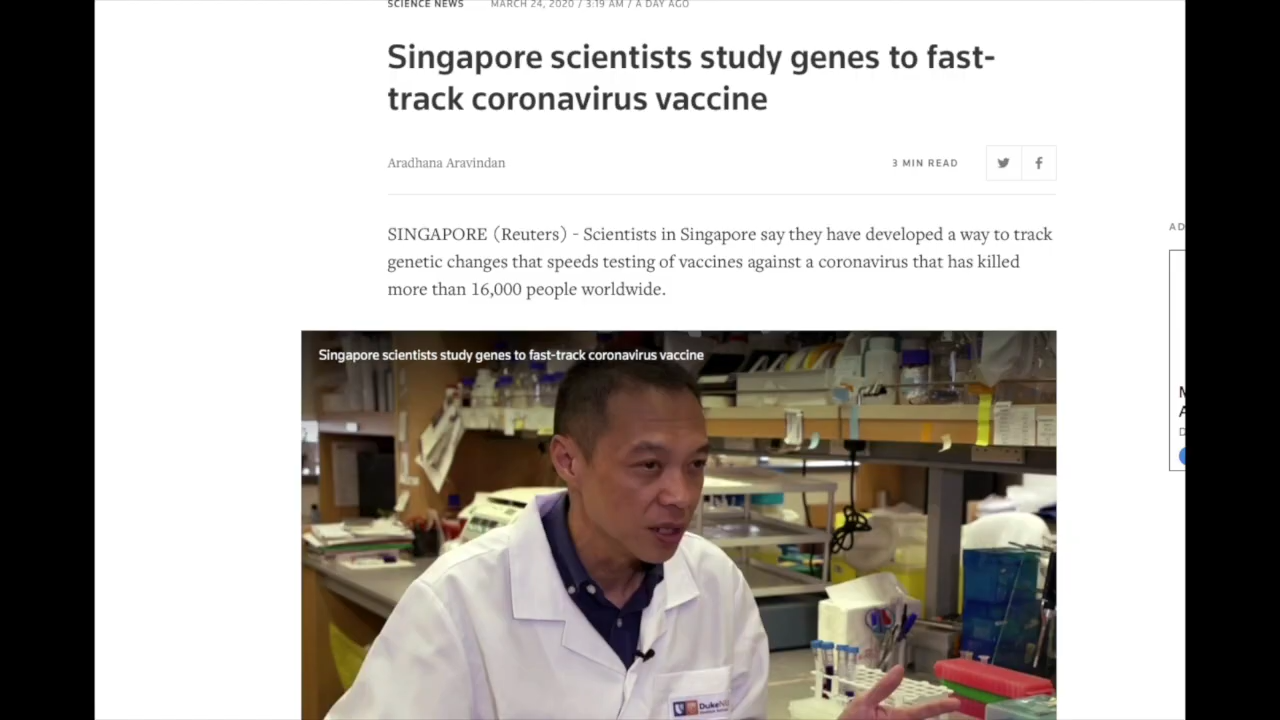 SCIENCE NEWS MARCH 24, 2020 / 3:19 AM / A DAY AGO
Singapore scientists study genes to fast-
track coronavirus vaccine
Aradhana Aravindan 3 MIN READ
SINGAPORE (Reuters) - Scientists in Singapore say they have developed a way to track
genetic changes that speeds testing of vaccines against a coronavirus that has killed
more than 16,000 people worldwide.
Singapore scientists study genes to fast-track coronavirus vaccine